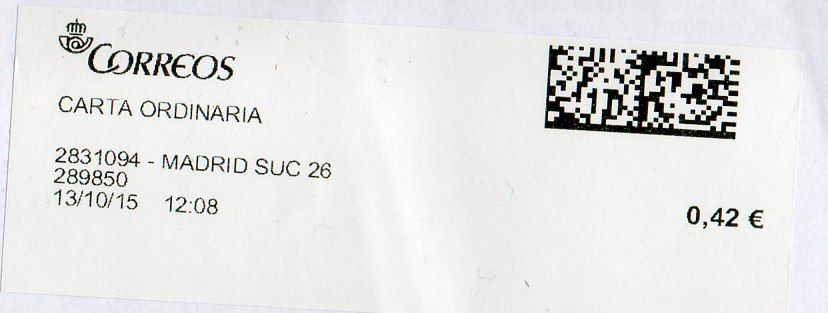 CORREOS
CARTA ORDINARIA
2831094 - MADRID SUC 26
289850
13/10/15 12:08
0,42 €